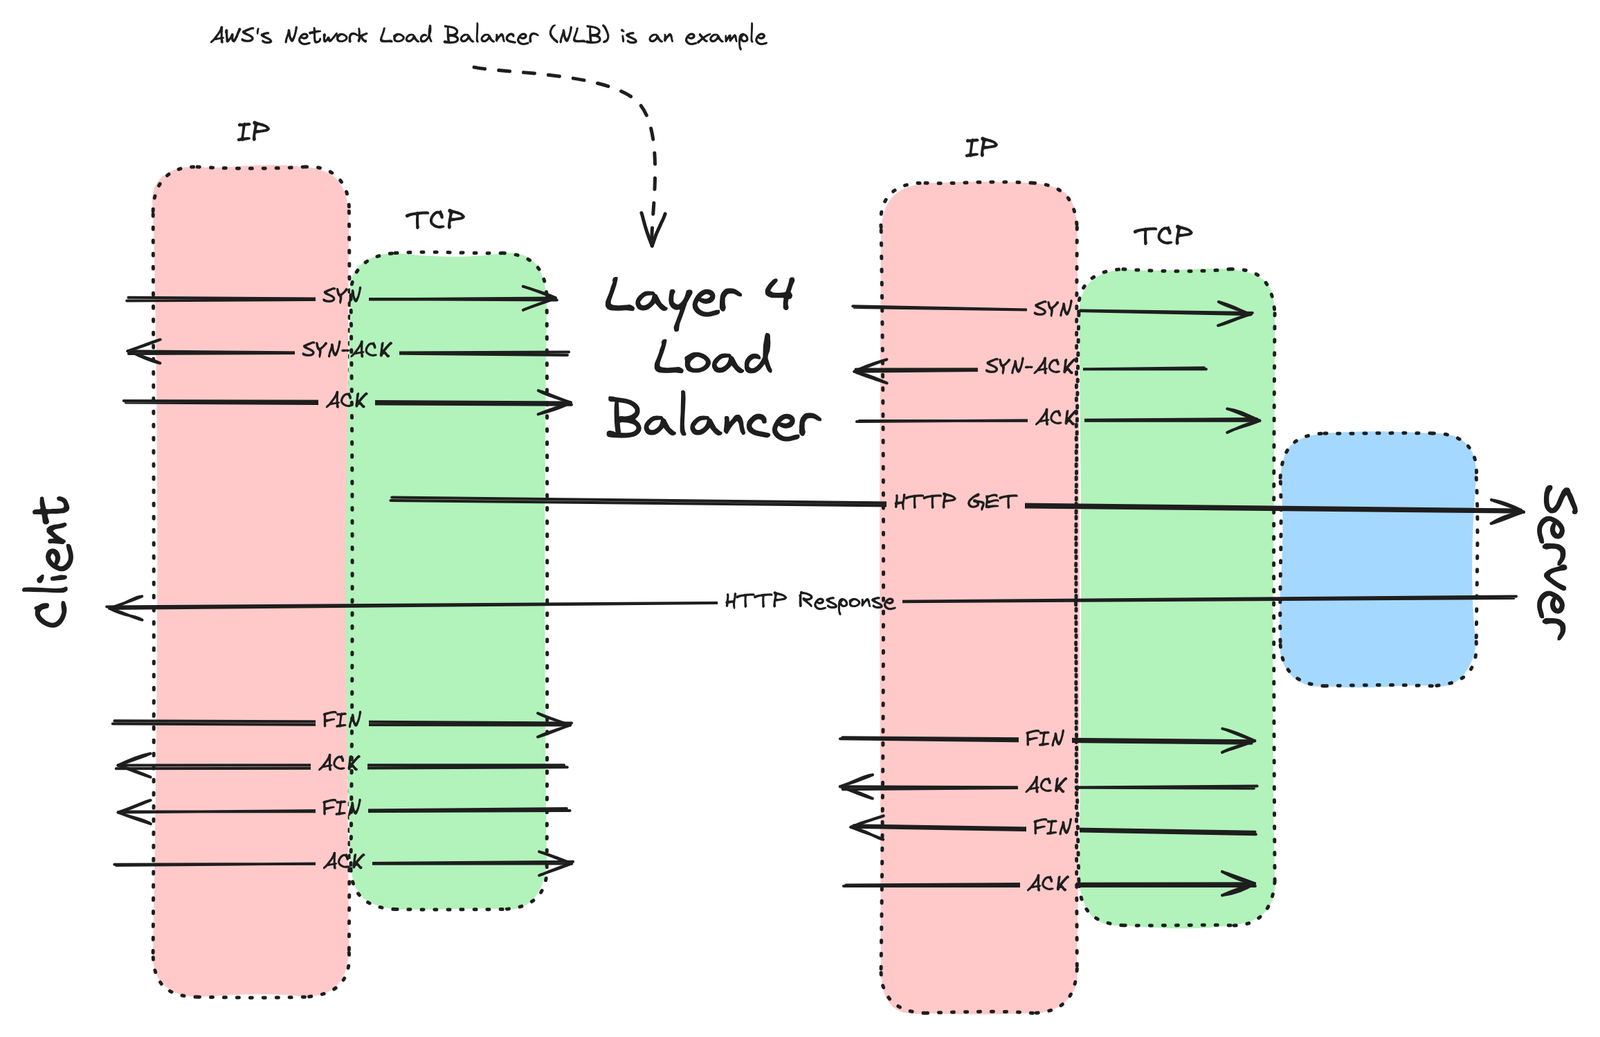 AWS's Network Load Balancer (NLB) is an example
IP
TCP
IP
TCP
Layer 4
Load
Balancer
Client
Server
SYN
SYN-ACK
ACK
SYN
SYN-ACK
ACK
HTTP GET
HTTP Response
FIN
ACK
FIN
ACK
FIN
ACK
FIN
ACK